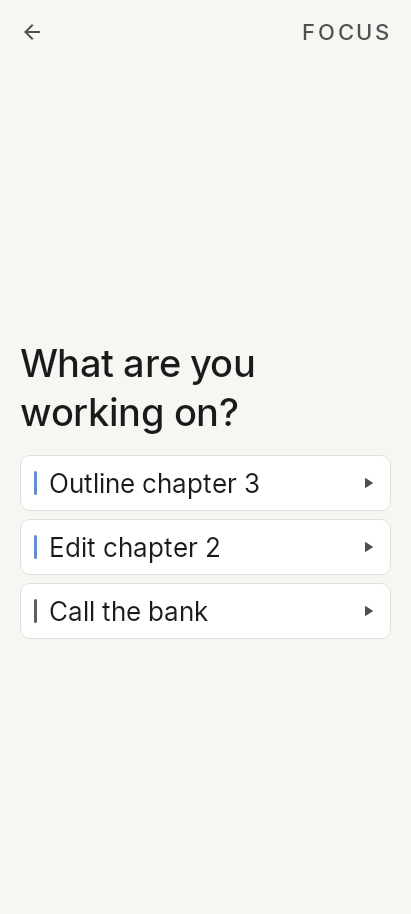 FOCUS
What are you
working on?
Outline chapter 3
Edit chapter 2
Call the bank